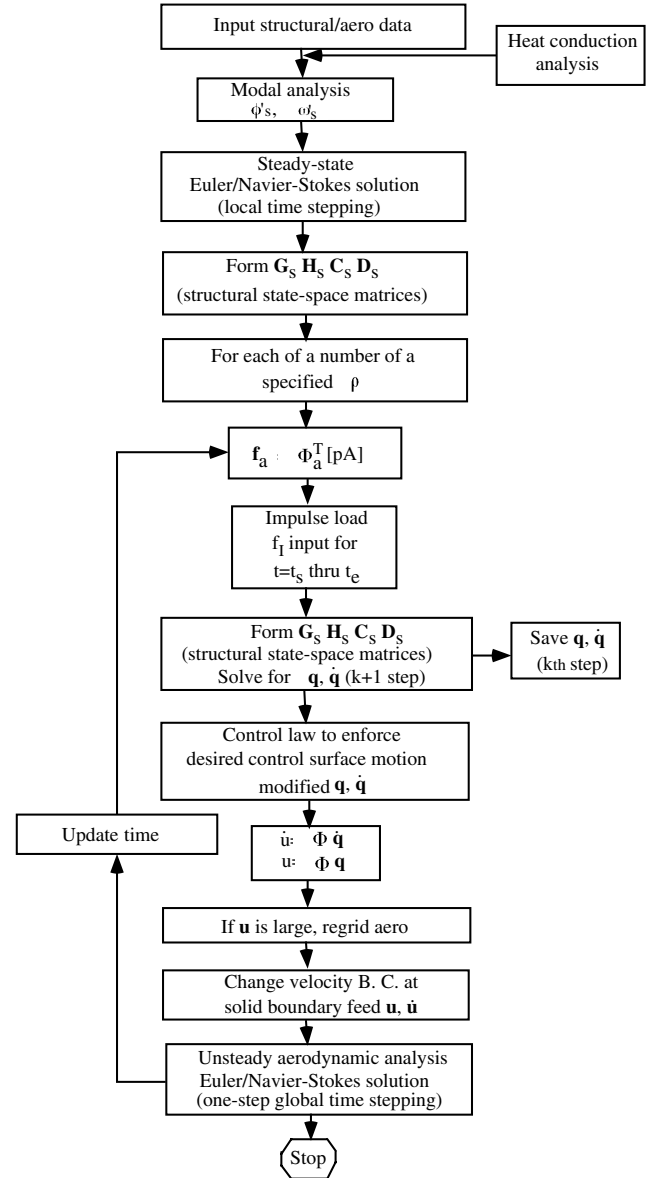 Input structural/aero data
Heat conduction
analysis
Modal analysis
ϕ's, ω's
Steady-state
Euler/Navier-Stokes solution
(local time stepping)
Form Gₛ Hₛ Cₛ Dₛ
(structural state-space matrices)
For each of a number of a
specified ρ
fₐ : Φₐᵀ [pA]
Impulse load
f_I input for
t=tₛ thru tₑ
Form Gₛ Hₛ Cₛ Dₛ
(structural state-space matrices)
Solve for q, q̇ (k+1 step)
Save q, q̇
(kth step)
Control law to enforce
desired control surface motion
modified q, q̇
Update time
u̇: Φ q̇
u: Φ q
If u is large, regrid aero
Change velocity B. C. at
solid boundary feed u, u̇
Unsteady aerodynamic analysis
Euler/Navier-Stokes solution
(one-step global time stepping)
Stop